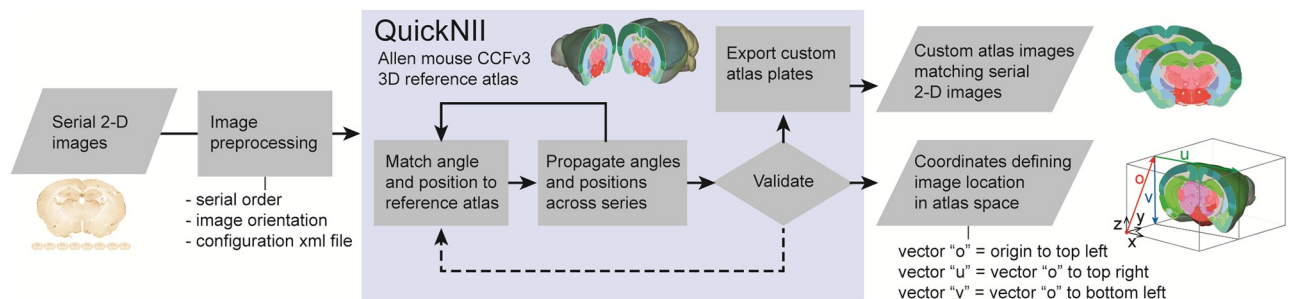 QuickNII
Allen mouse CCFv3
3D reference atlas
Serial 2-D
images
Image
preprocessing
- serial order
- image orientation
- configuration xml file
Match angle
and position to
reference atlas
Propagate angles
and positions
across series
Validate
Export custom
atlas plates
Custom atlas images
matching serial
2-D images
Coordinates defining
image location
in atlas space
vector “o” = origin to top left
vector “u” = vector “o” to top right
vector “v” = vector “o” to bottom left
u
o
v
z
y
x